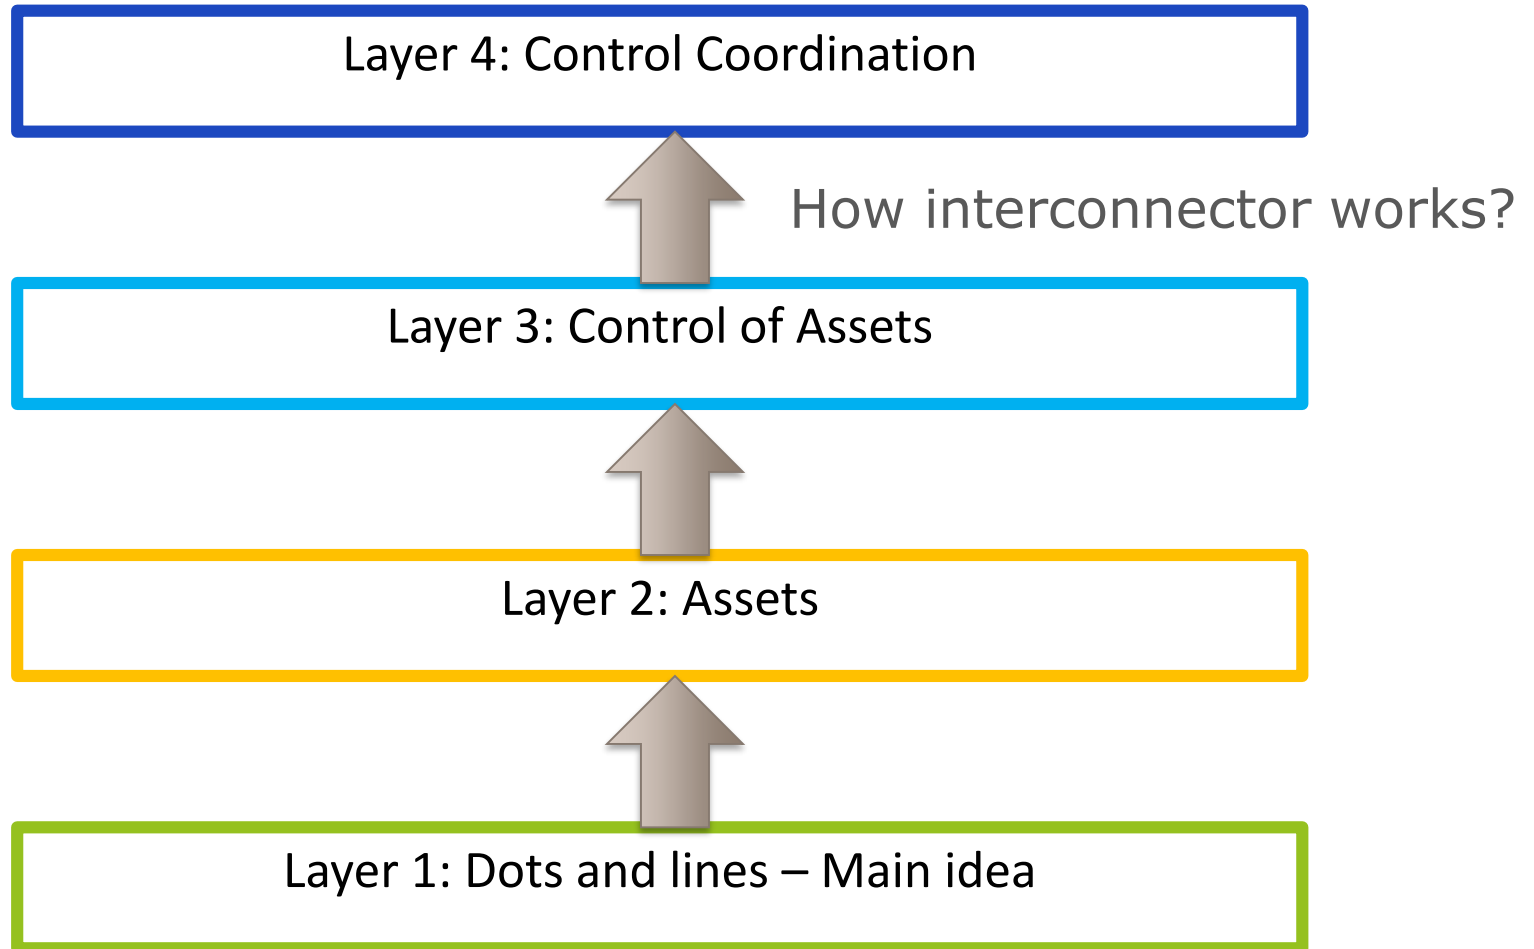 Layer 4: Control Coordination
How interconnector works?
Layer 3: Control of Assets
Layer 2: Assets
Layer 1: Dots and lines – Main idea